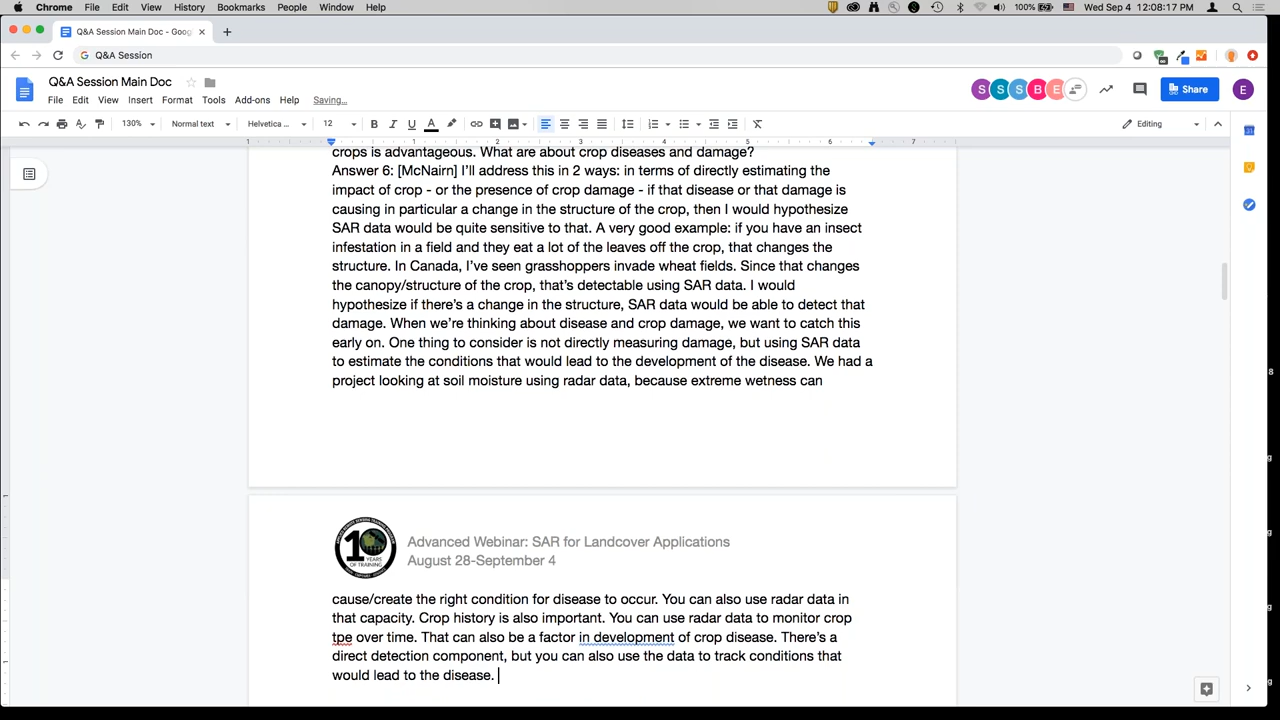 Chrome File Edit View History Bookmarks People Window Help 100% Wed Sep 4 12:08:17 PM
Q&A Session Main Doc - Goog
Q&A Session
Q&A Session Main Doc
File Edit View Insert Format Tools Add-ons Help Saving...
S S S B E Share E
130% Normal text Helvetica ... 12 B I U A Editing
1 1 2 3 4 5 6 7
crops is advantageous. What are about crop diseases and damage?
Answer 6: [McNairn] I'll address this in 2 ways: in terms of directly estimating the
impact of crop - or the presence of crop damage - if that disease or that damage is
causing in particular a change in the structure of the crop, then I would hypothesize
SAR data would be quite sensitive to that. A very good example: if you have an insect
infestation in a field and they eat a lot of the leaves off the crop, that changes the
structure. In Canada, I've seen grasshoppers invade wheat fields. Since that changes
the canopy/structure of the crop, that's detectable using SAR data. I would
hypothesize if there's a change in the structure, SAR data would be able to detect that
damage. When we're thinking about disease and crop damage, we want to catch this
early on. One thing to consider is not directly measuring damage, but using SAR data
to estimate the conditions that would lead to the development of the disease. We had a
project looking at soil moisture using radar data, because extreme wetness can
10
YEARS
OF TRAINING
Advanced Webinar: SAR for Landcover Applications
August 28-September 4
cause/create the right condition for disease to occur. You can also use radar data in
that capacity. Crop history is also important. You can use radar data to monitor crop
tpe over time. That can also be a factor in development of crop disease. There's a
direct detection component, but you can also use the data to track conditions that
would lead to the disease.